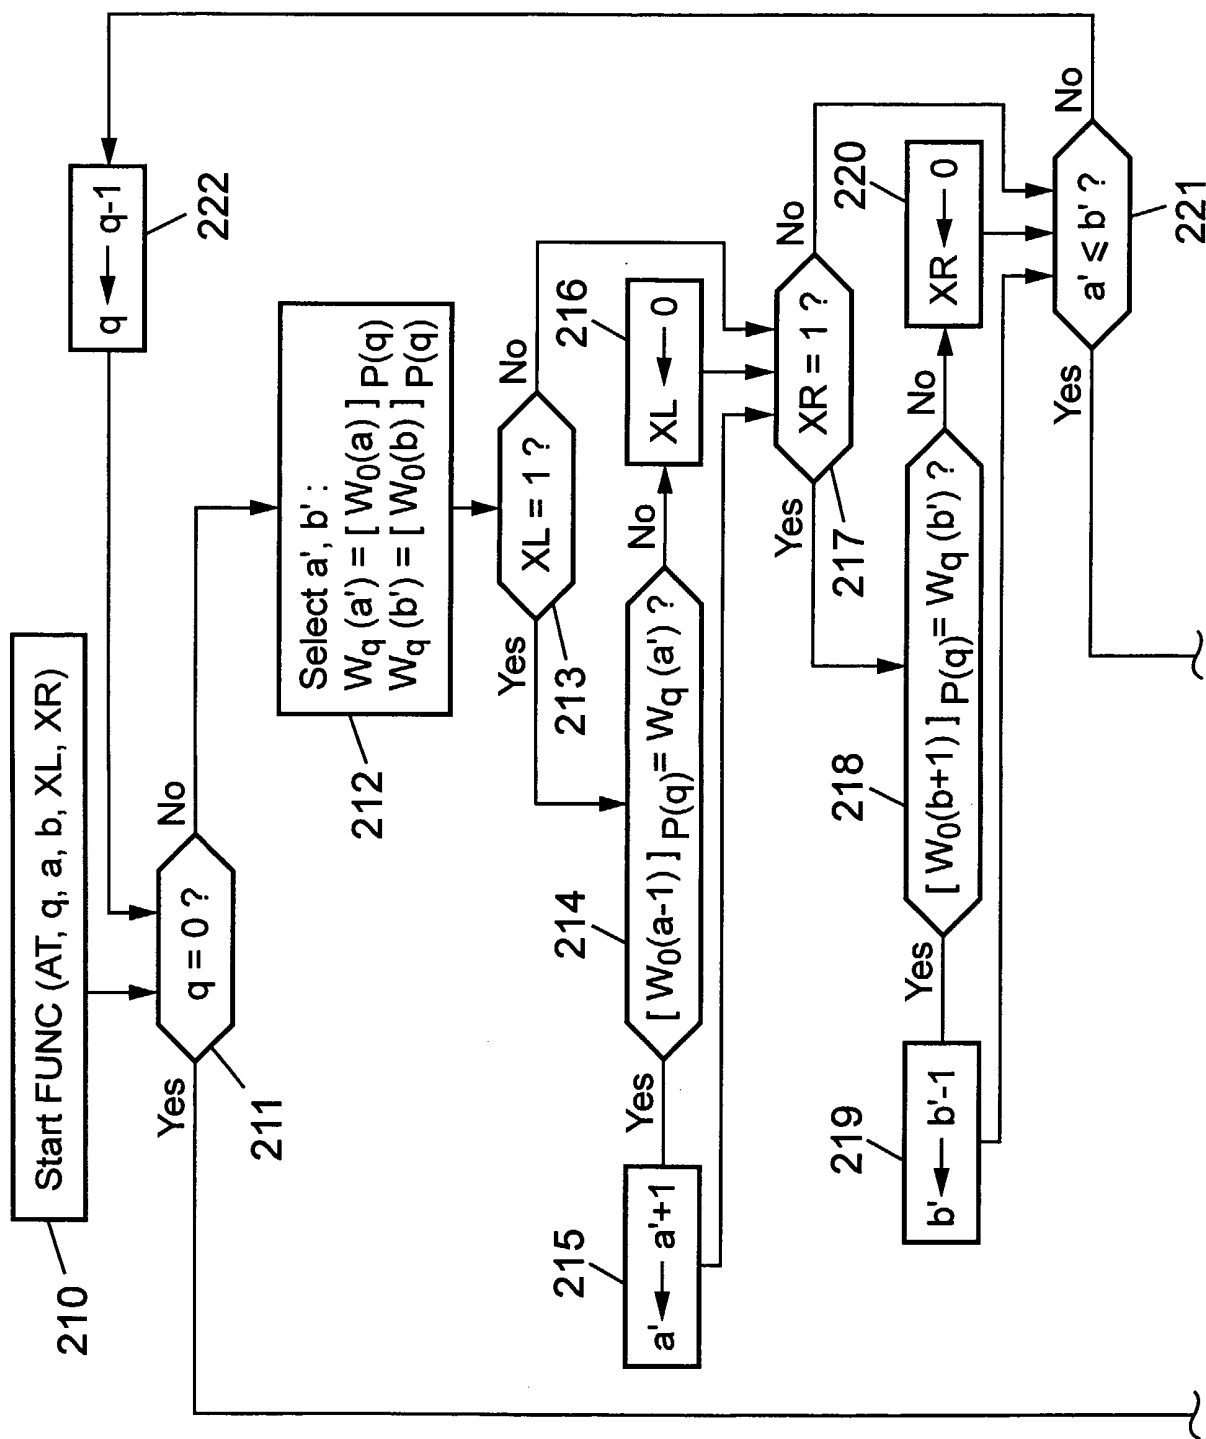 Start FUNC (AT, q, a, b, XL, XR)
210
q ← q-1
222
q = 0 ?
Yes
No
211
Select a', b' :
Wq (a') = [ W0(a) ] P(q)
Wq (b') = [ W0(b) ] P(q)
212
XL = 1 ?
Yes
No
213
[ W0(a-1) ] P(q) = Wq (a') ?
Yes
No
214
a' ← a'+1
215
XL ← 0
216
XR = 1 ?
Yes
No
217
[ W0(b+1) ] P(q) = Wq (b') ?
Yes
No
218
b' ← b'-1
219
XR ← 0
220
a' ≤ b' ?
Yes
No
221